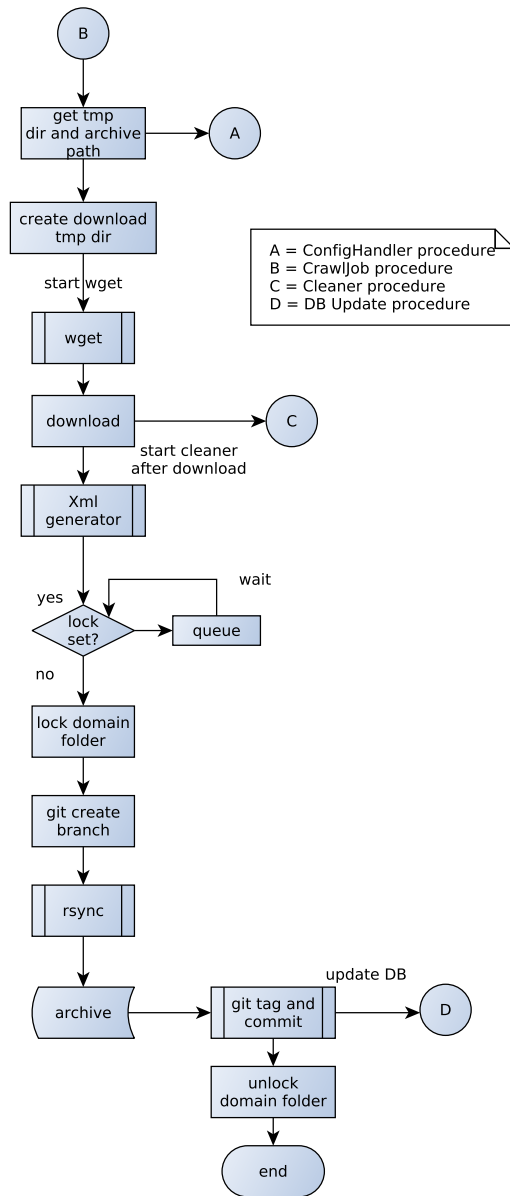 B
get tmp
dir and archive
path
A
create download
tmp dir
A = ConfigHandler procedure
B = CrawlJob procedure
C = Cleaner procedure
D = DB Update procedure
start wget
wget
download
C
start cleaner
after download
Xml
generator
wait
yes
lock
set?
queue
no
lock domain
folder
git create
branch
rsync
update DB
archive
git tag and
commit
D
unlock
domain folder
end